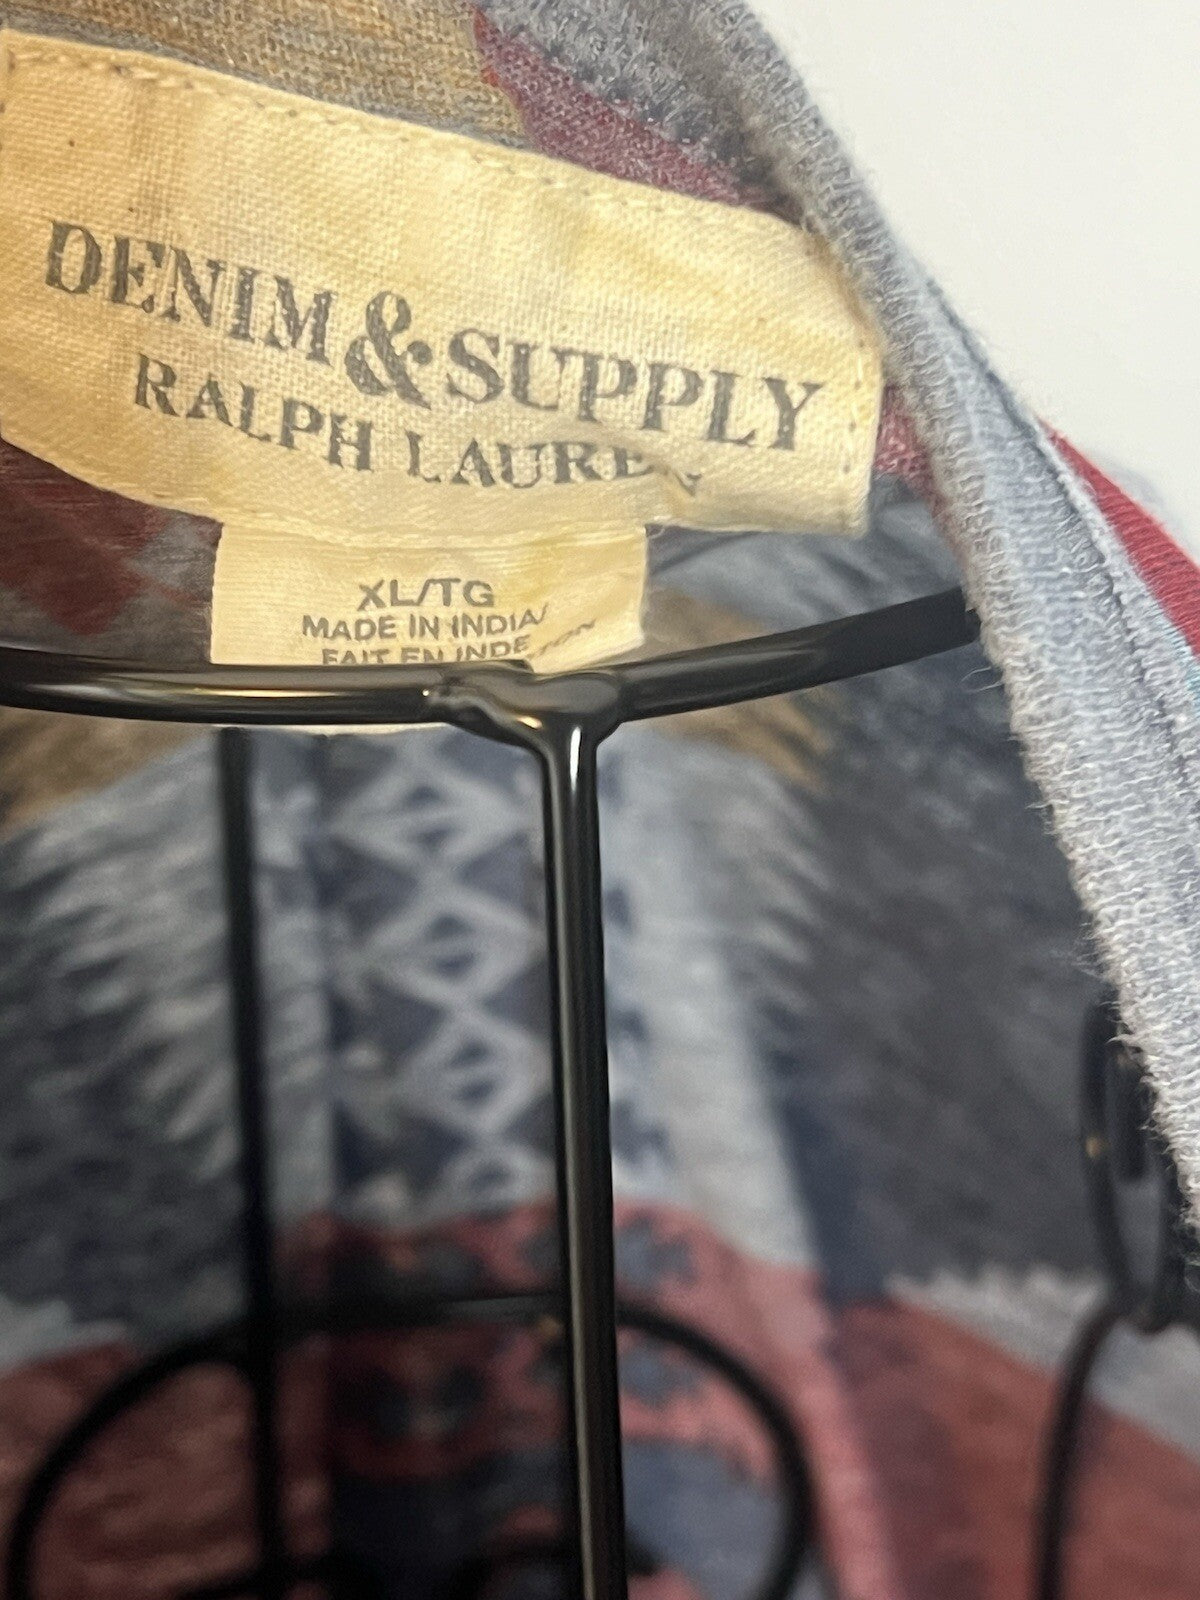 DENIM & SUPPLY
RALPH LAUREN
XL/TG
MADE IN INDIA/
FAIT EN INDE